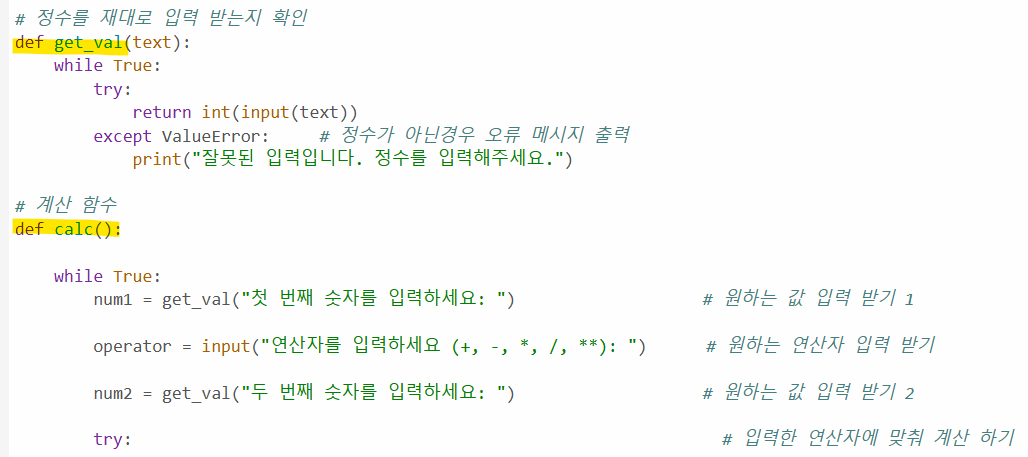 # 정수를 재대로 입력 받는지 확인
def get_val(text):
    while True:
        try:
            return int(input(text))
        except ValueError:     # 정수가 아닌경우 오류 메시지 출력
            print("잘못된 입력입니다. 정수를 입력해주세요.")
# 계산 함수
def calc():
    while True:
        num1 = get_val("첫 번째 숫자를 입력하세요: ")                   # 원하는 값 입력 받기 1
        operator = input("연산자를 입력하세요 (+, -, *, /, **): ")      # 원하는 연산자 입력 받기
        num2 = get_val("두 번째 숫자를 입력하세요: ")                   # 원하는 값 입력 받기 2
        try:                                                            # 입력한 연산자에 맞춰 계산 하기